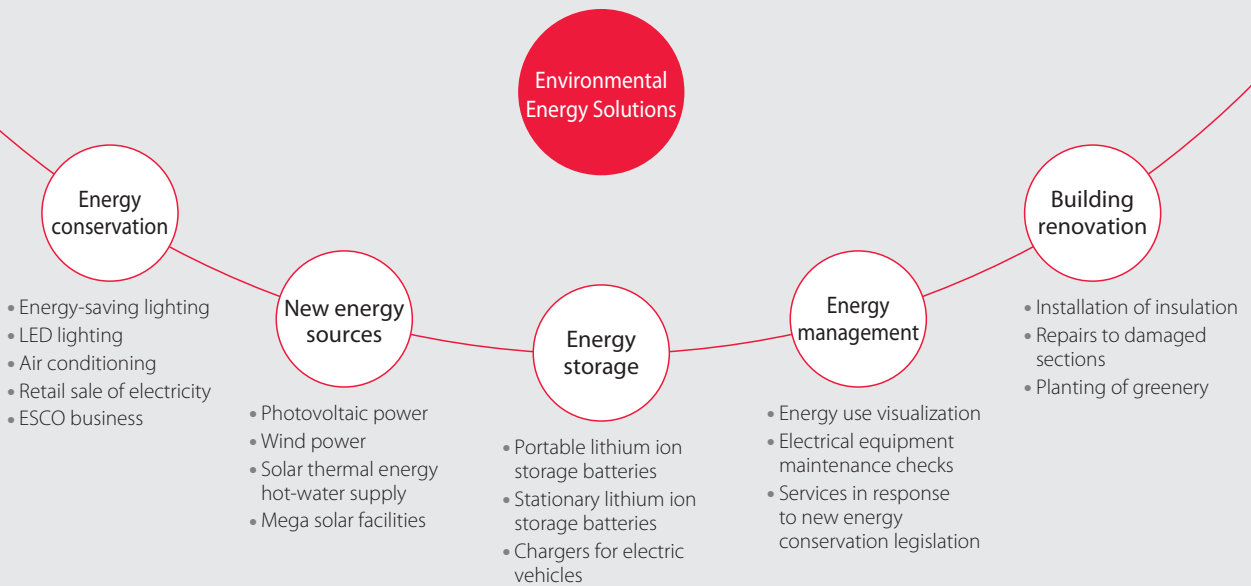 Environmental
Energy Solutions
Energy
conservation
• Energy-saving lighting
• LED lighting
• Air conditioning
• Retail sale of electricity
• ESCO business
New energy
sources
• Photovoltaic power
• Wind power
• Solar thermal energy
hot-water supply
• Mega solar facilities
Energy
storage
• Portable lithium ion
storage batteries
• Stationary lithium ion
storage batteries
• Chargers for electric
vehicles
Energy
management
• Energy use visualization
• Electrical equipment
maintenance checks
• Services in response
to new energy
conservation legislation
Building
renovation
• Installation of insulation
• Repairs to damaged
sections
• Planting of greenery